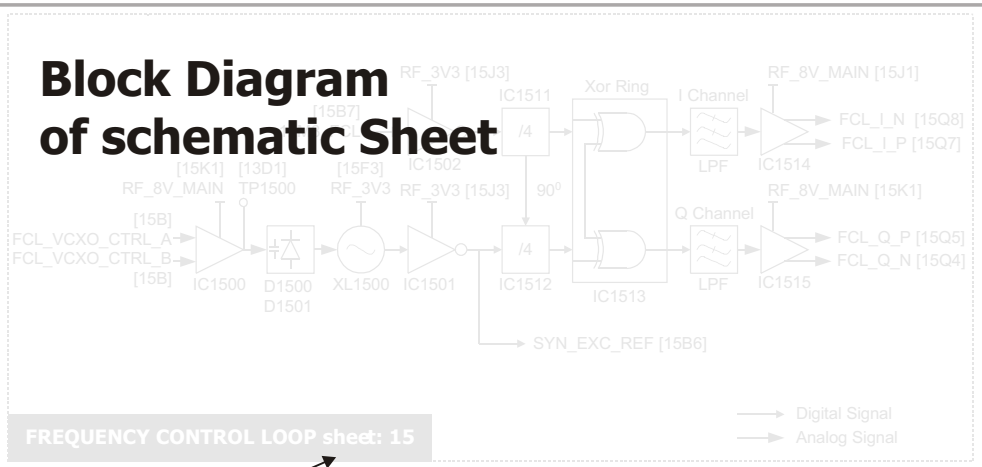 Block Diagram
of schematic Sheet
RF_3V3 [15J3]
IC1511
Xor Ring
I Channel
RF_8V_MAIN [15J1]
[15B7]
/4
FCL_I_N [15Q8]
FCL_I_P [15Q7]
IC1502
LPF
IC1514
[15K1] [13D1]
[15F3]
RF_8V_MAIN TP1500
RF_3V3
RF_3V3 [15J3]
90⁰
RF_8V_MAIN [15K1]
Q Channel
[15B]
FCL_VCXO_CTRL_A
FCL_VCXO_CTRL_B
[15B]
/4
FCL_Q_P [15Q5]
FCL_Q_N [15Q4]
IC1500
D1500
D1501
XL1500
IC1501
IC1512
IC1513
LPF
IC1515
SYN_EXC_REF [15B6]
FREQUENCY CONTROL LOOP sheet: 15
Digital Signal
Analog Signal